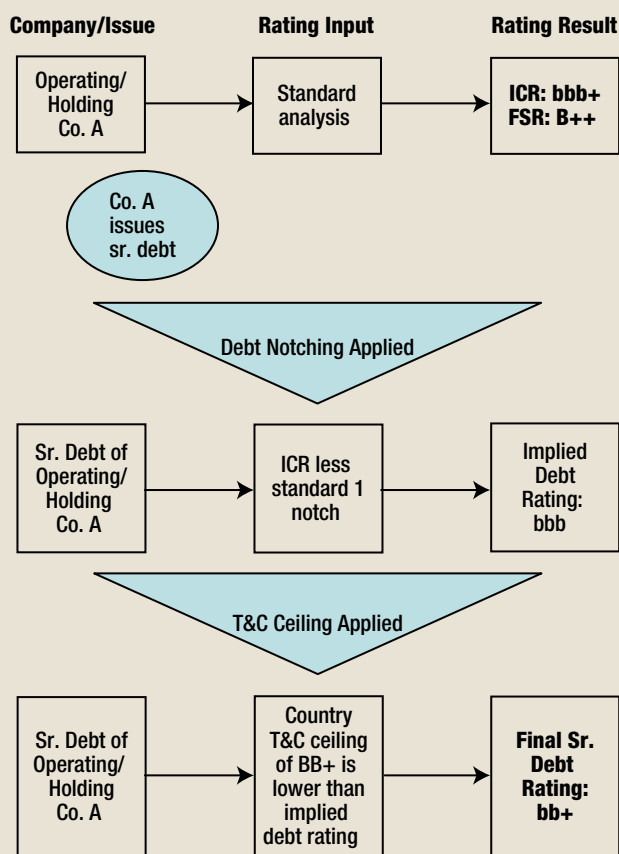 Company/Issue Rating Input Rating Result
Operating/
Holding
Co. A
Standard
analysis
ICR: bbb+
FSR: B++
Co. A
issues
sr. debt
Debt Notching Applied
Sr. Debt of
Operating/
Holding
Co. A
ICR less
standard 1
notch
Implied
Debt
Rating:
bbb
T&C Ceiling Applied
Sr. Debt of
Operating/
Holding
Co. A
Country
T&C ceiling
of BB+ is
lower than
implied
debt rating
Final Sr.
Debt
Rating:
bb+